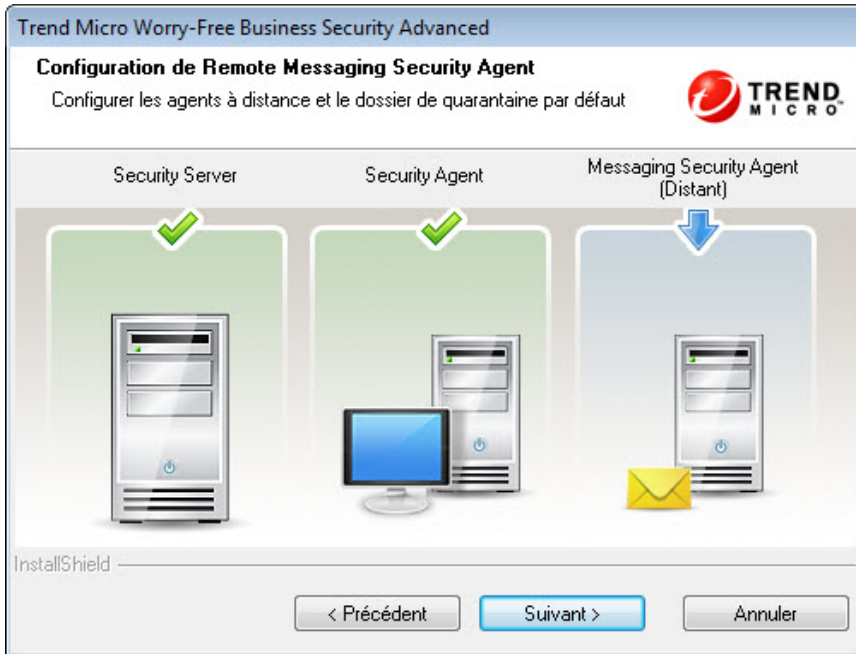 Trend Micro Worry-Free Business Security Advanced
Configuration de Remote Messaging Security Agent
Configurer les agents à distance et le dossier de quarantaine par défaut
TREND
MICRO™
Security Server
Security Agent
Messaging Security Agent
(Distant)
InstallShield
< Précédent
Suivant >
Annuler